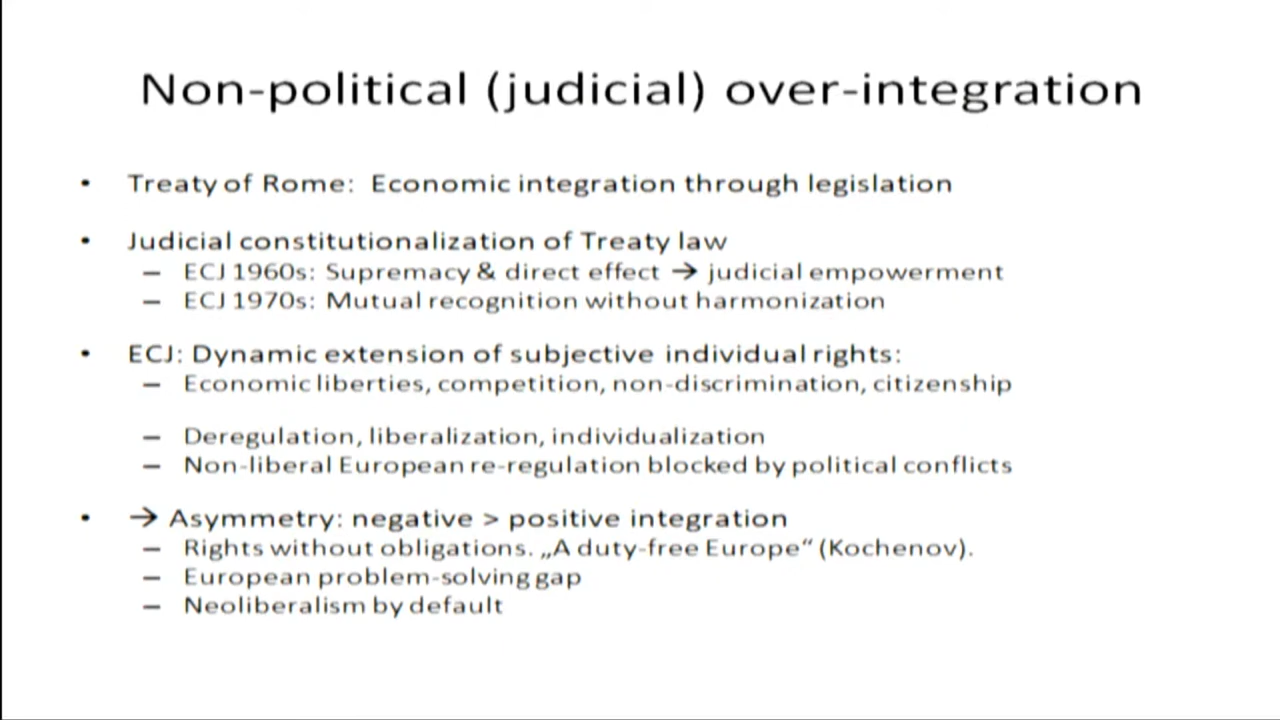 Non-political (judicial) over-integration
• Treaty of Rome: Economic integration through legislation
• Judicial constitutionalization of Treaty law
– ECJ 1960s: Supremacy & direct effect → judicial empowerment
– ECJ 1970s: Mutual recognition without harmonization
• ECJ: Dynamic extension of subjective individual rights:
– Economic liberties, competition, non-discrimination, citizenship
– Deregulation, liberalization, individualization
– Non-liberal European re-regulation blocked by political conflicts
• → Asymmetry: negative > positive integration
– Rights without obligations. „A duty-free Europe“ (Kochenov).
– European problem-solving gap
– Neoliberalism by default